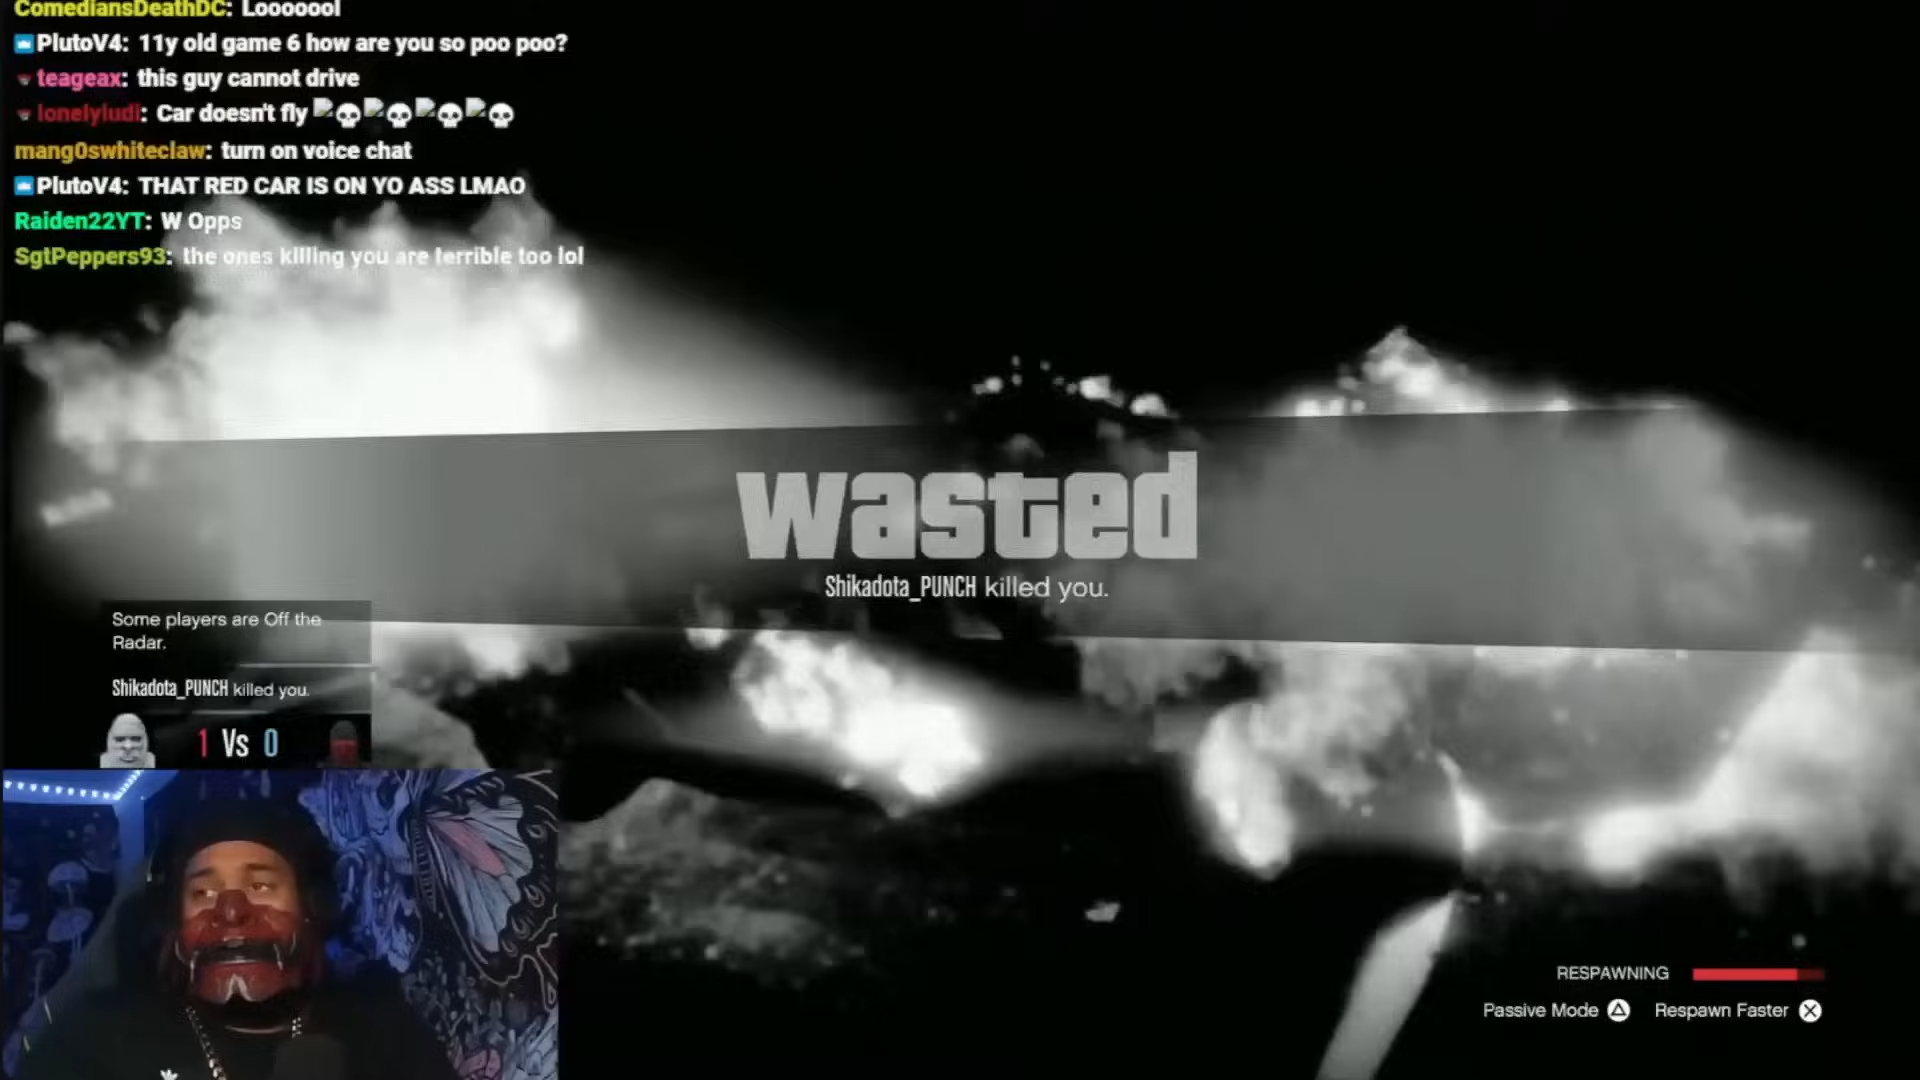 ComediansDeathDC: Looooool
PlutoV4: 11y old game 6 how are you so poo poo?
teageax: this guy cannot drive
lonelyludi: Car doesn't fly
mang0swhiteclaw: turn on voice chat
PlutoV4: THAT RED CAR IS ON YO ASS LMAO
Raiden22YT: W Opps
SgtPeppers93: the ones killing you are terrible too lol
wasted
Shikadota_PUNCH killed you.
Some players are Off the
Radar.
Shikadota_PUNCH killed you.
1 Vs 0
RESPAWNING
Passive Mode Respawn Faster